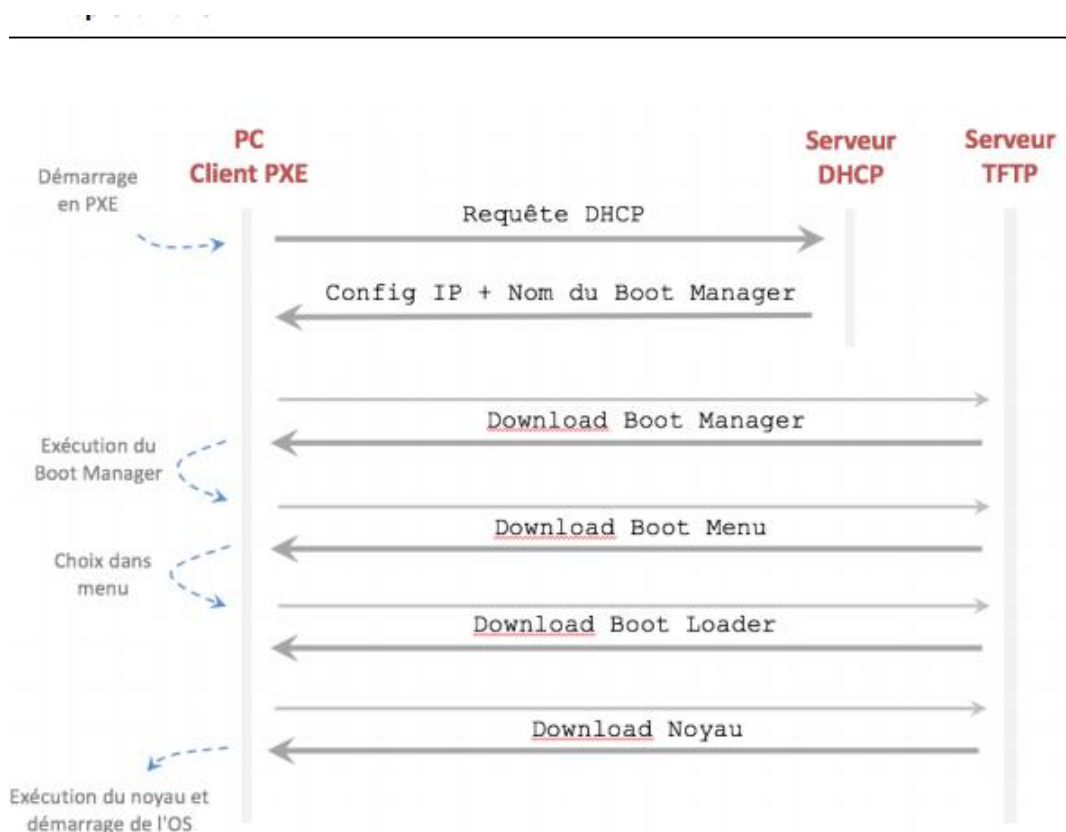 PC
Client PXE
Serveur
DHCP
Serveur
TFTP
Démarrage
en PXE
Requête DHCP
Config IP + Nom du Boot Manager
Download Boot Manager
Exécution du
Boot Manager
Download Boot Menu
Choix dans
menu
Download Boot Loader
Download Noyau
Exécution du noyau et
démarrage de l'OS